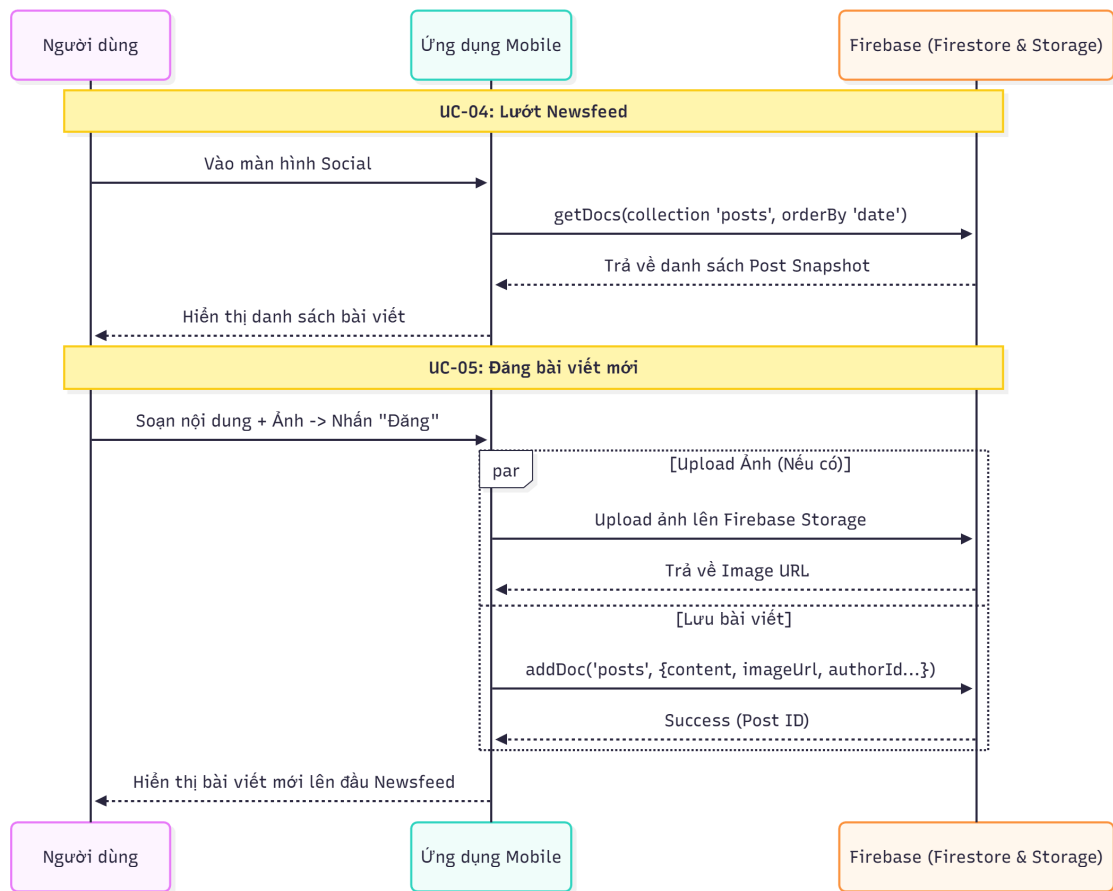 Người dùng
Ứng dụng Mobile
Firebase (Firestore & Storage)
UC-04: Lướt Newsfeed
Vào màn hình Social
getDocs(collection 'posts', orderBy 'date')
Trả về danh sách Post Snapshot
Hiển thị danh sách bài viết
UC-05: Đăng bài viết mới
Soạn nội dung + Ảnh -> Nhấn "Đăng"
par
[Upload Ảnh (Nếu có)]
Upload ảnh lên Firebase Storage
Trả về Image URL
[Lưu bài viết]
addDoc('posts', {content, imageUrl, authorId...})
Success (Post ID)
Hiển thị bài viết mới lên đầu Newsfeed
Người dùng
Ứng dụng Mobile
Firebase (Firestore & Storage)